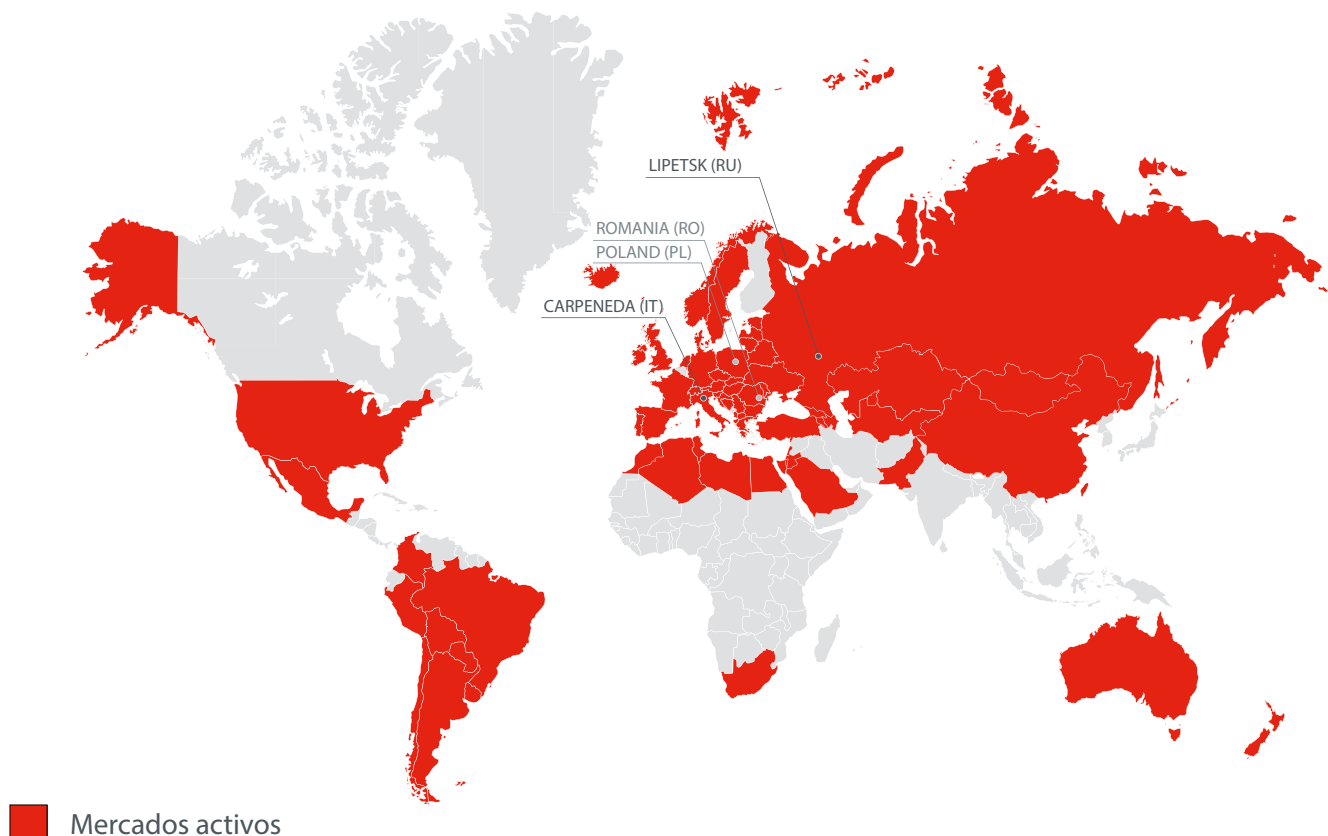 LIPETSK (RU)
ROMANIA (RO)
POLAND (PL)
CARPENEDA (IT)
Mercados activos